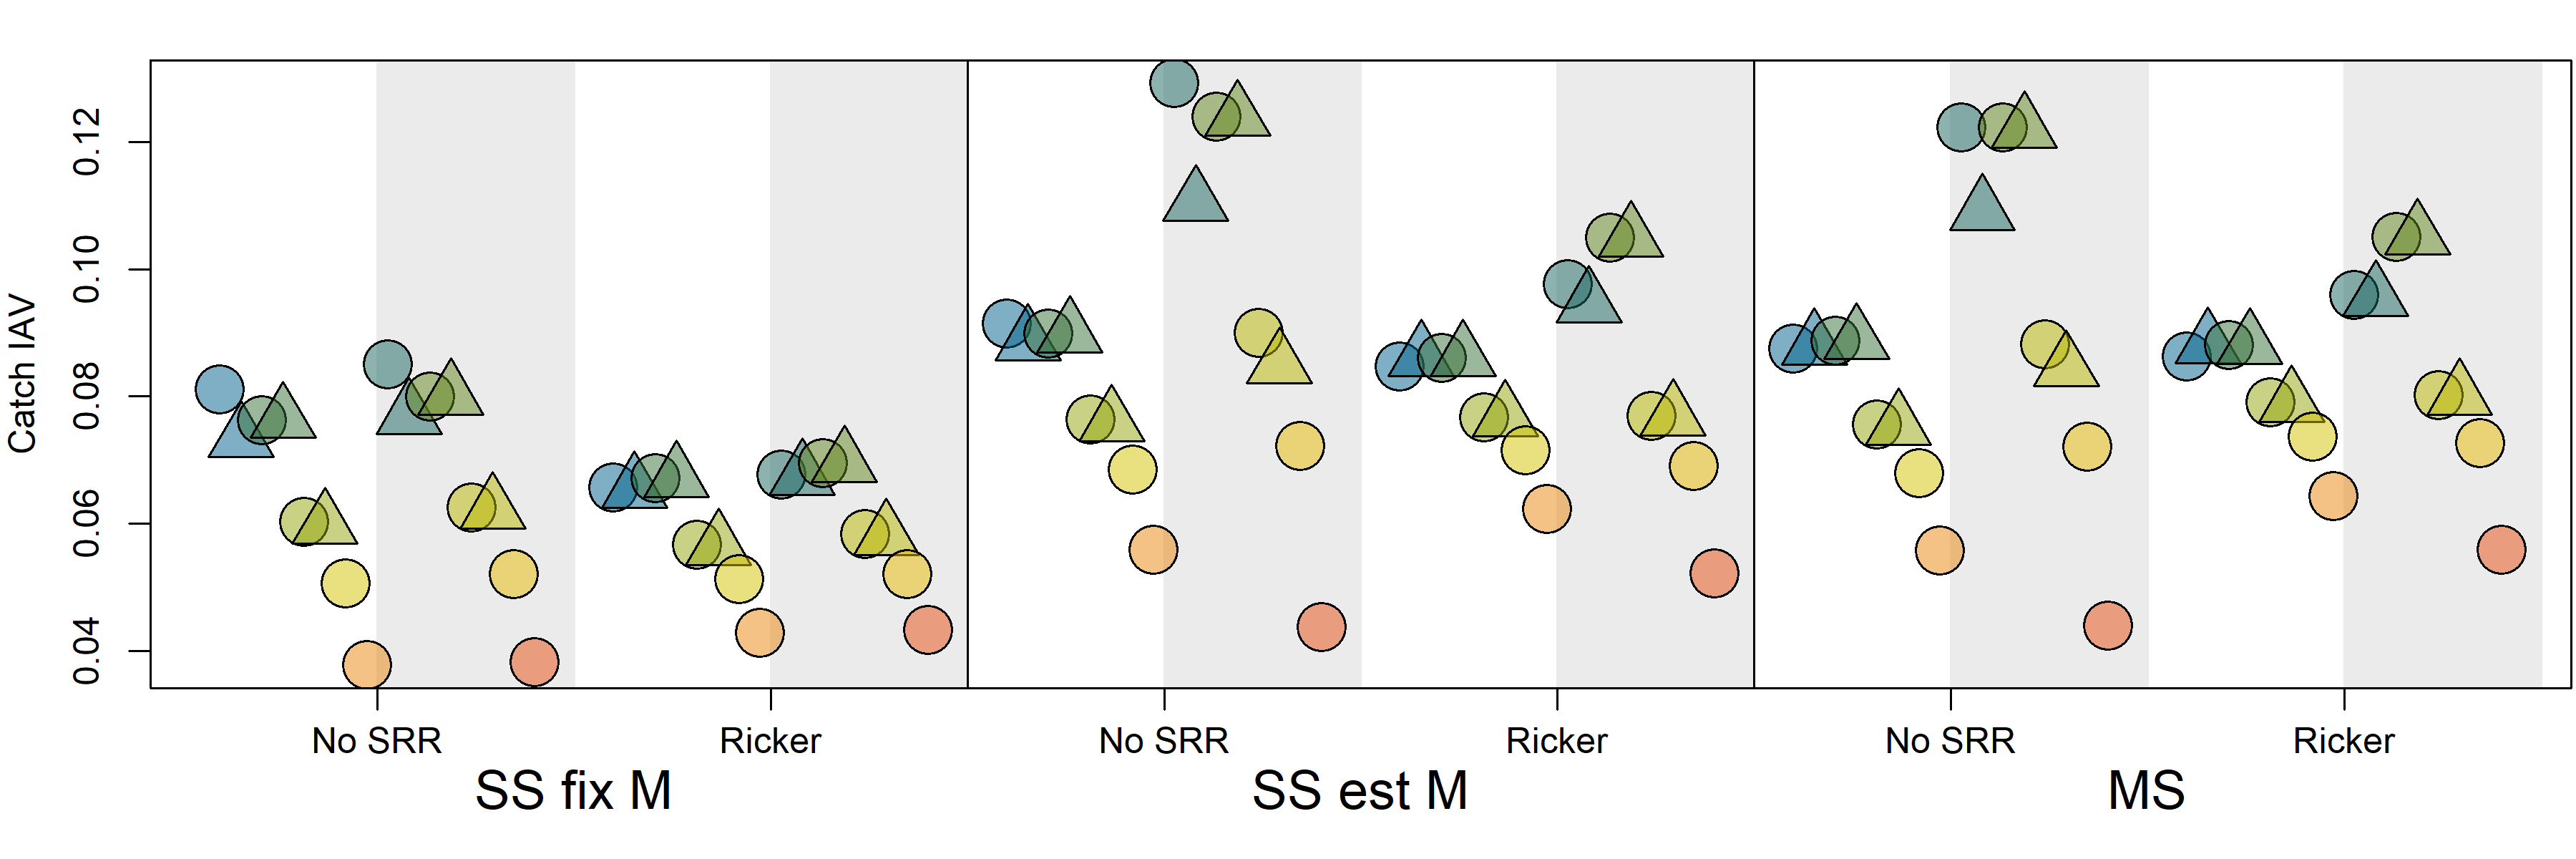 Catch IAV
0.12
0.10
0.08
0.06
0.04
No SRR Ricker No SRR Ricker No SRR Ricker
SS fix M SS est M MS